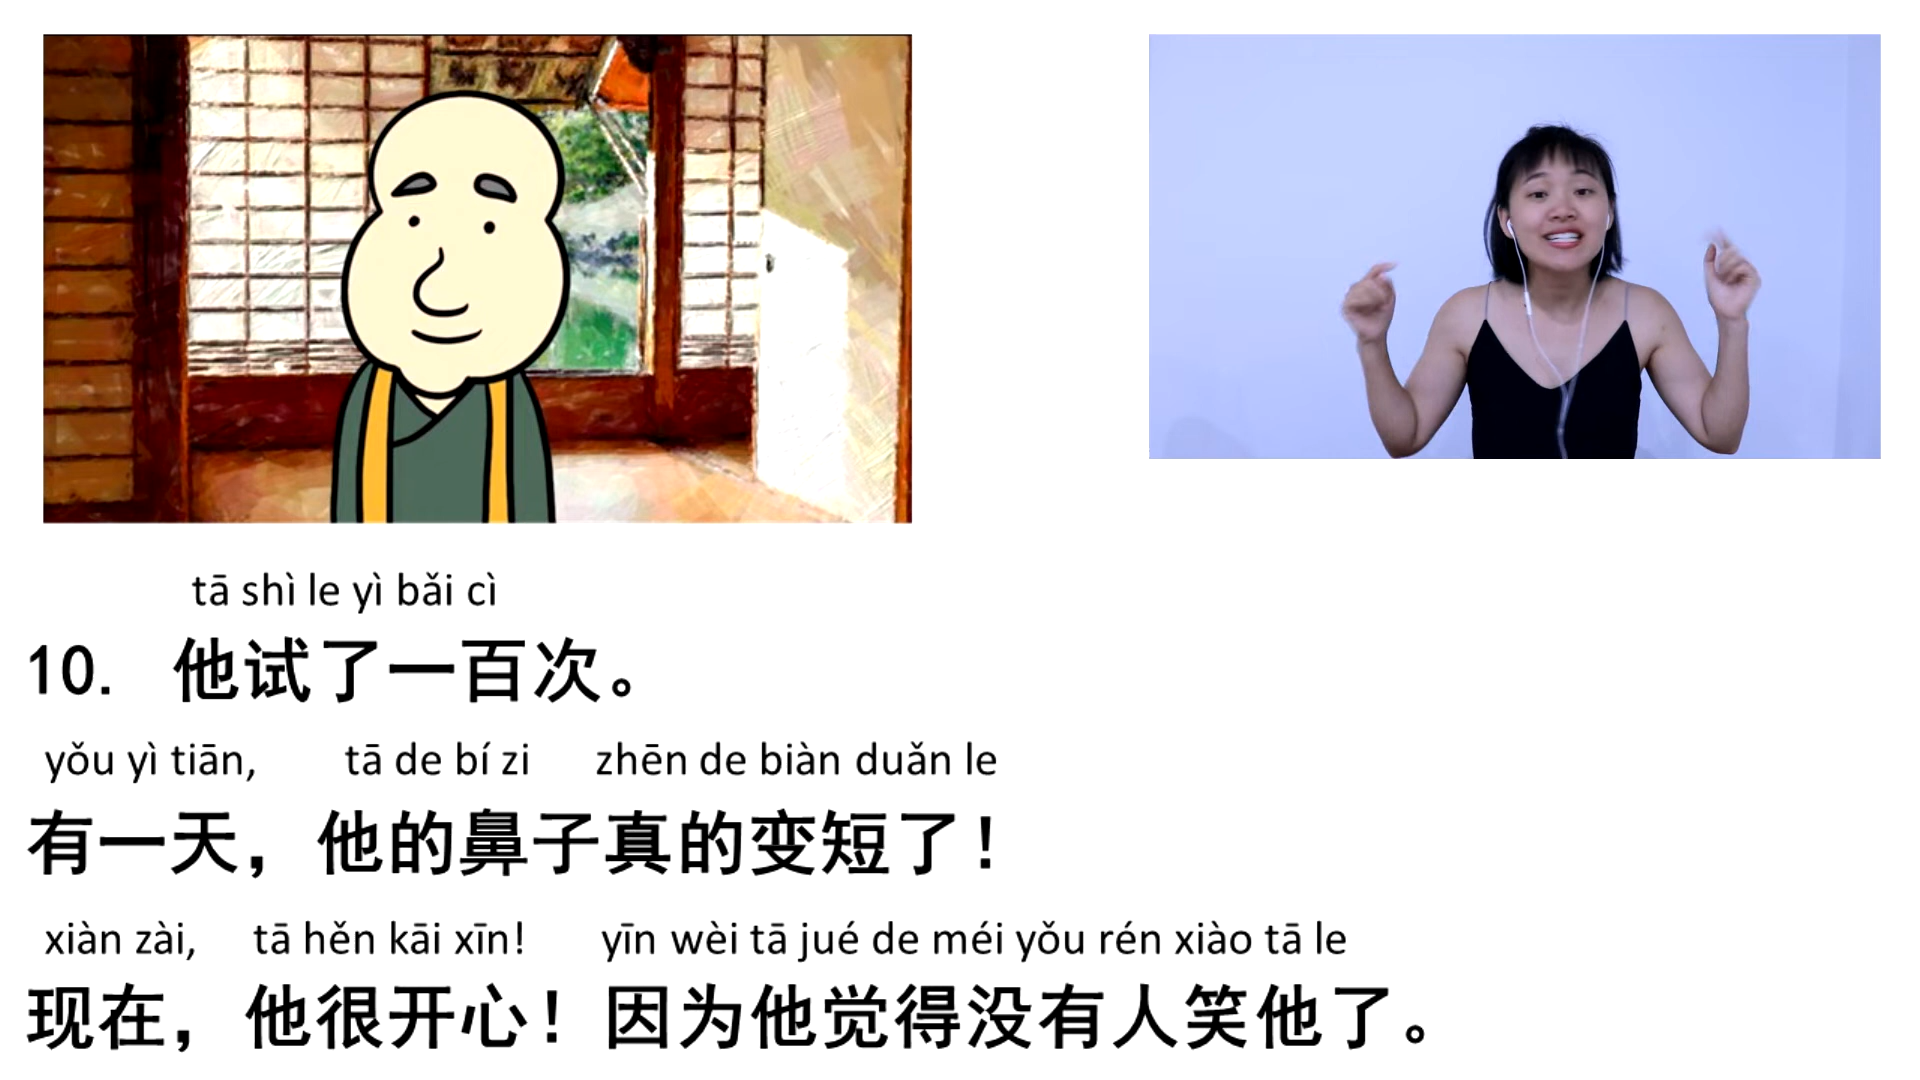 tā shì le yì bǎi cì
10. 他试了一百次。
yǒu yì tiān, tā de bí zi zhēn de biàn duǎn le
有一天，他的鼻子真的变短了！
xiàn zài, tā hěn kāi xīn! yīn wèi tā jué de méi yǒu rén xiào tā le
现在，他很开心！因为他觉得没有人笑他了。